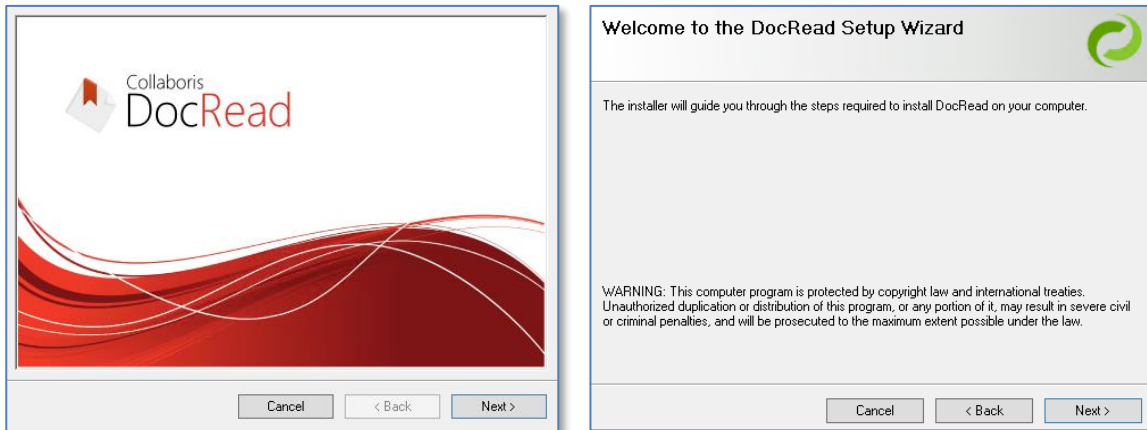 Collaboris
DocRead
Cancel
< Back
Next >
Welcome to the DocRead Setup Wizard
The installer will guide you through the steps required to install DocRead on your computer.
WARNING: This computer program is protected by copyright law and international treaties.
Unauthorized duplication or distribution of this program, or any portion of it, may result in severe civil
or criminal penalties, and will be prosecuted to the maximum extent possible under the law.
Cancel
< Back
Next >